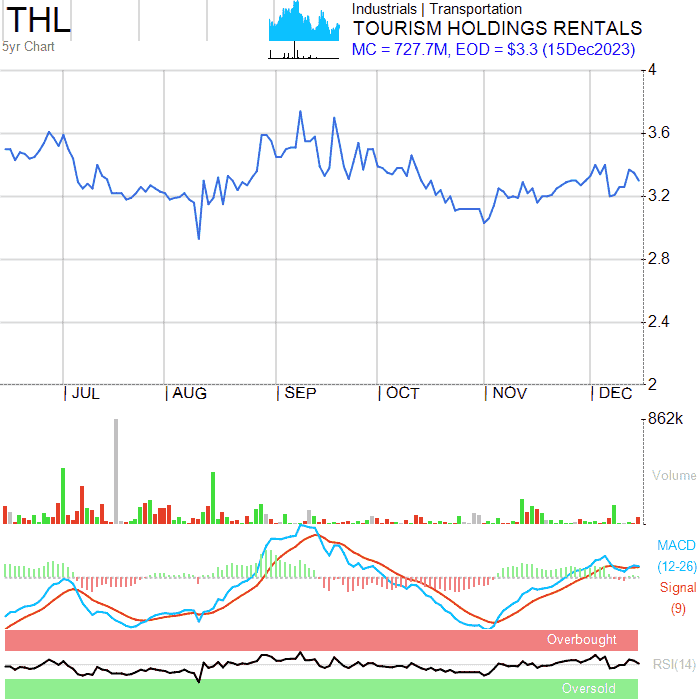 THL
5yr Chart
Industrials | Transportation
TOURISM HOLDINGS RENTALS
MC = 727.7M, EOD = $3.3 (15Dec2023)
4
3.6
3.2
2.8
2.4
2
| JUL | AUG | SEP | OCT | NOV | DEC
862k
Volume
MACD
(12-26)
Signal
(9)
Overbought
RSI(14)
Oversold